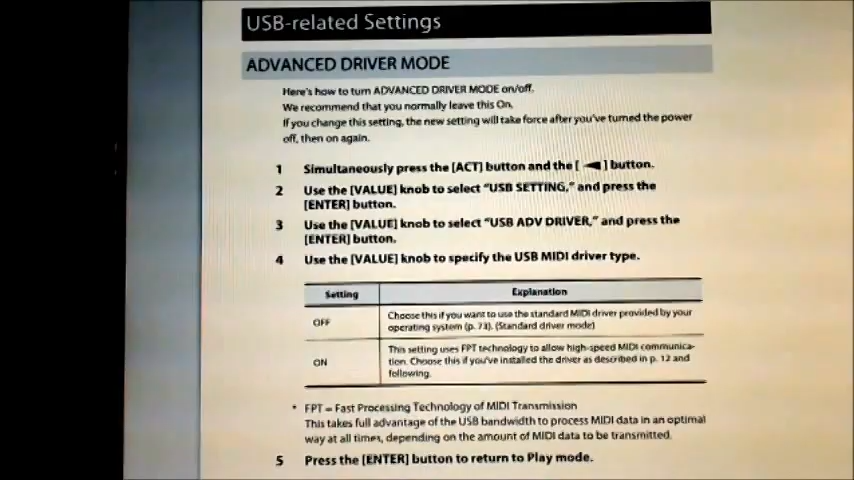 USB-related Settings
ADVANCED DRIVER MODE
Here's how to turn ADVANCED DRIVER MODE on/off.
We recommend that you normally leave this On.
If you change this setting, the new setting will take force after you've turned the power
off, then on again.
1 Simultaneously press the [ACT] button and the [ ◀ ] button.
2 Use the [VALUE] knob to select "USB SETTING," and press the
[ENTER] button.
3 Use the [VALUE] knob to select "USB ADV DRIVER," and press the
[ENTER] button.
4 Use the [VALUE] knob to specify the USB MIDI driver type.
Setting Explanation
OFF Choose this if you want to use the standard MIDI driver provided by your
operating system (p. 73). (Standard driver mode)
ON This setting uses FPT technology to allow high-speed MIDI communica-
tion. Choose this if you've installed the driver as described in p. 12 and
following.
* FPT = Fast Processing Technology of MIDI Transmission
This takes full advantage of the USB bandwidth to process MIDI data in an optimal
way at all times, depending on the amount of MIDI data to be transmitted.
5 Press the [ENTER] button to return to Play mode.